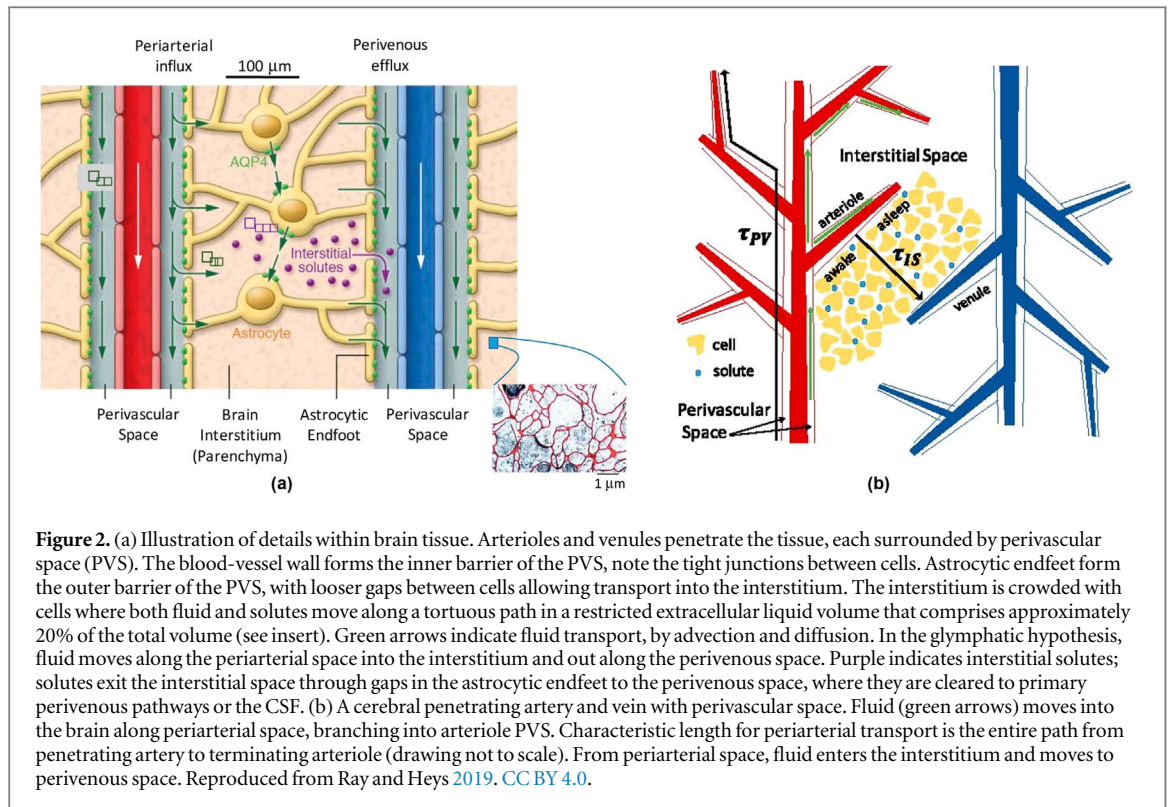 Periarterial
influx
100 μm
Perivenous
efflux
AQP4
Interstitial
solutes
Astrocyte
Perivascular
Space
Brain
Interstitium
(Parenchyma)
Astrocytic
Endfoot
Perivascular
Space
1 μm
(a)
Interstitial Space
arteriole
asleep
τPV
awake
τIS
venule
cell
solute
Perivascular
Space
(b)
Figure 2. (a) Illustration of details within brain tissue. Arterioles and venules penetrate the tissue, each surrounded by perivascular
space (PVS). The blood-vessel wall forms the inner barrier of the PVS, note the tight junctions between cells. Astrocytic endfeet form
the outer barrier of the PVS, with looser gaps between cells allowing transport into the interstitium. The interstitium is crowded with
cells where both fluid and solutes move along a tortuous path in a restricted extracellular liquid volume that comprises approximately
20% of the total volume (see insert). Green arrows indicate fluid transport, by advection and diffusion. In the glymphatic hypothesis,
fluid moves along the periarterial space into the interstitium and out along the perivenous space. Purple indicates interstitial solutes;
solutes exit the interstitial space through gaps in the astrocytic endfeet to the perivenous space, where they are cleared to primary
perivenous pathways or the CSF. (b) A cerebral penetrating artery and vein with perivascular space. Fluid (green arrows) moves into
the brain along periarterial space, branching into arteriole PVS. Characteristic length for periarterial transport is the entire path from
penetrating artery to terminating arteriole (drawing not to scale). From periarterial space, fluid enters the interstitium and moves to
perivenous space. Reproduced from Ray and Heys 2019. CC BY 4.0.